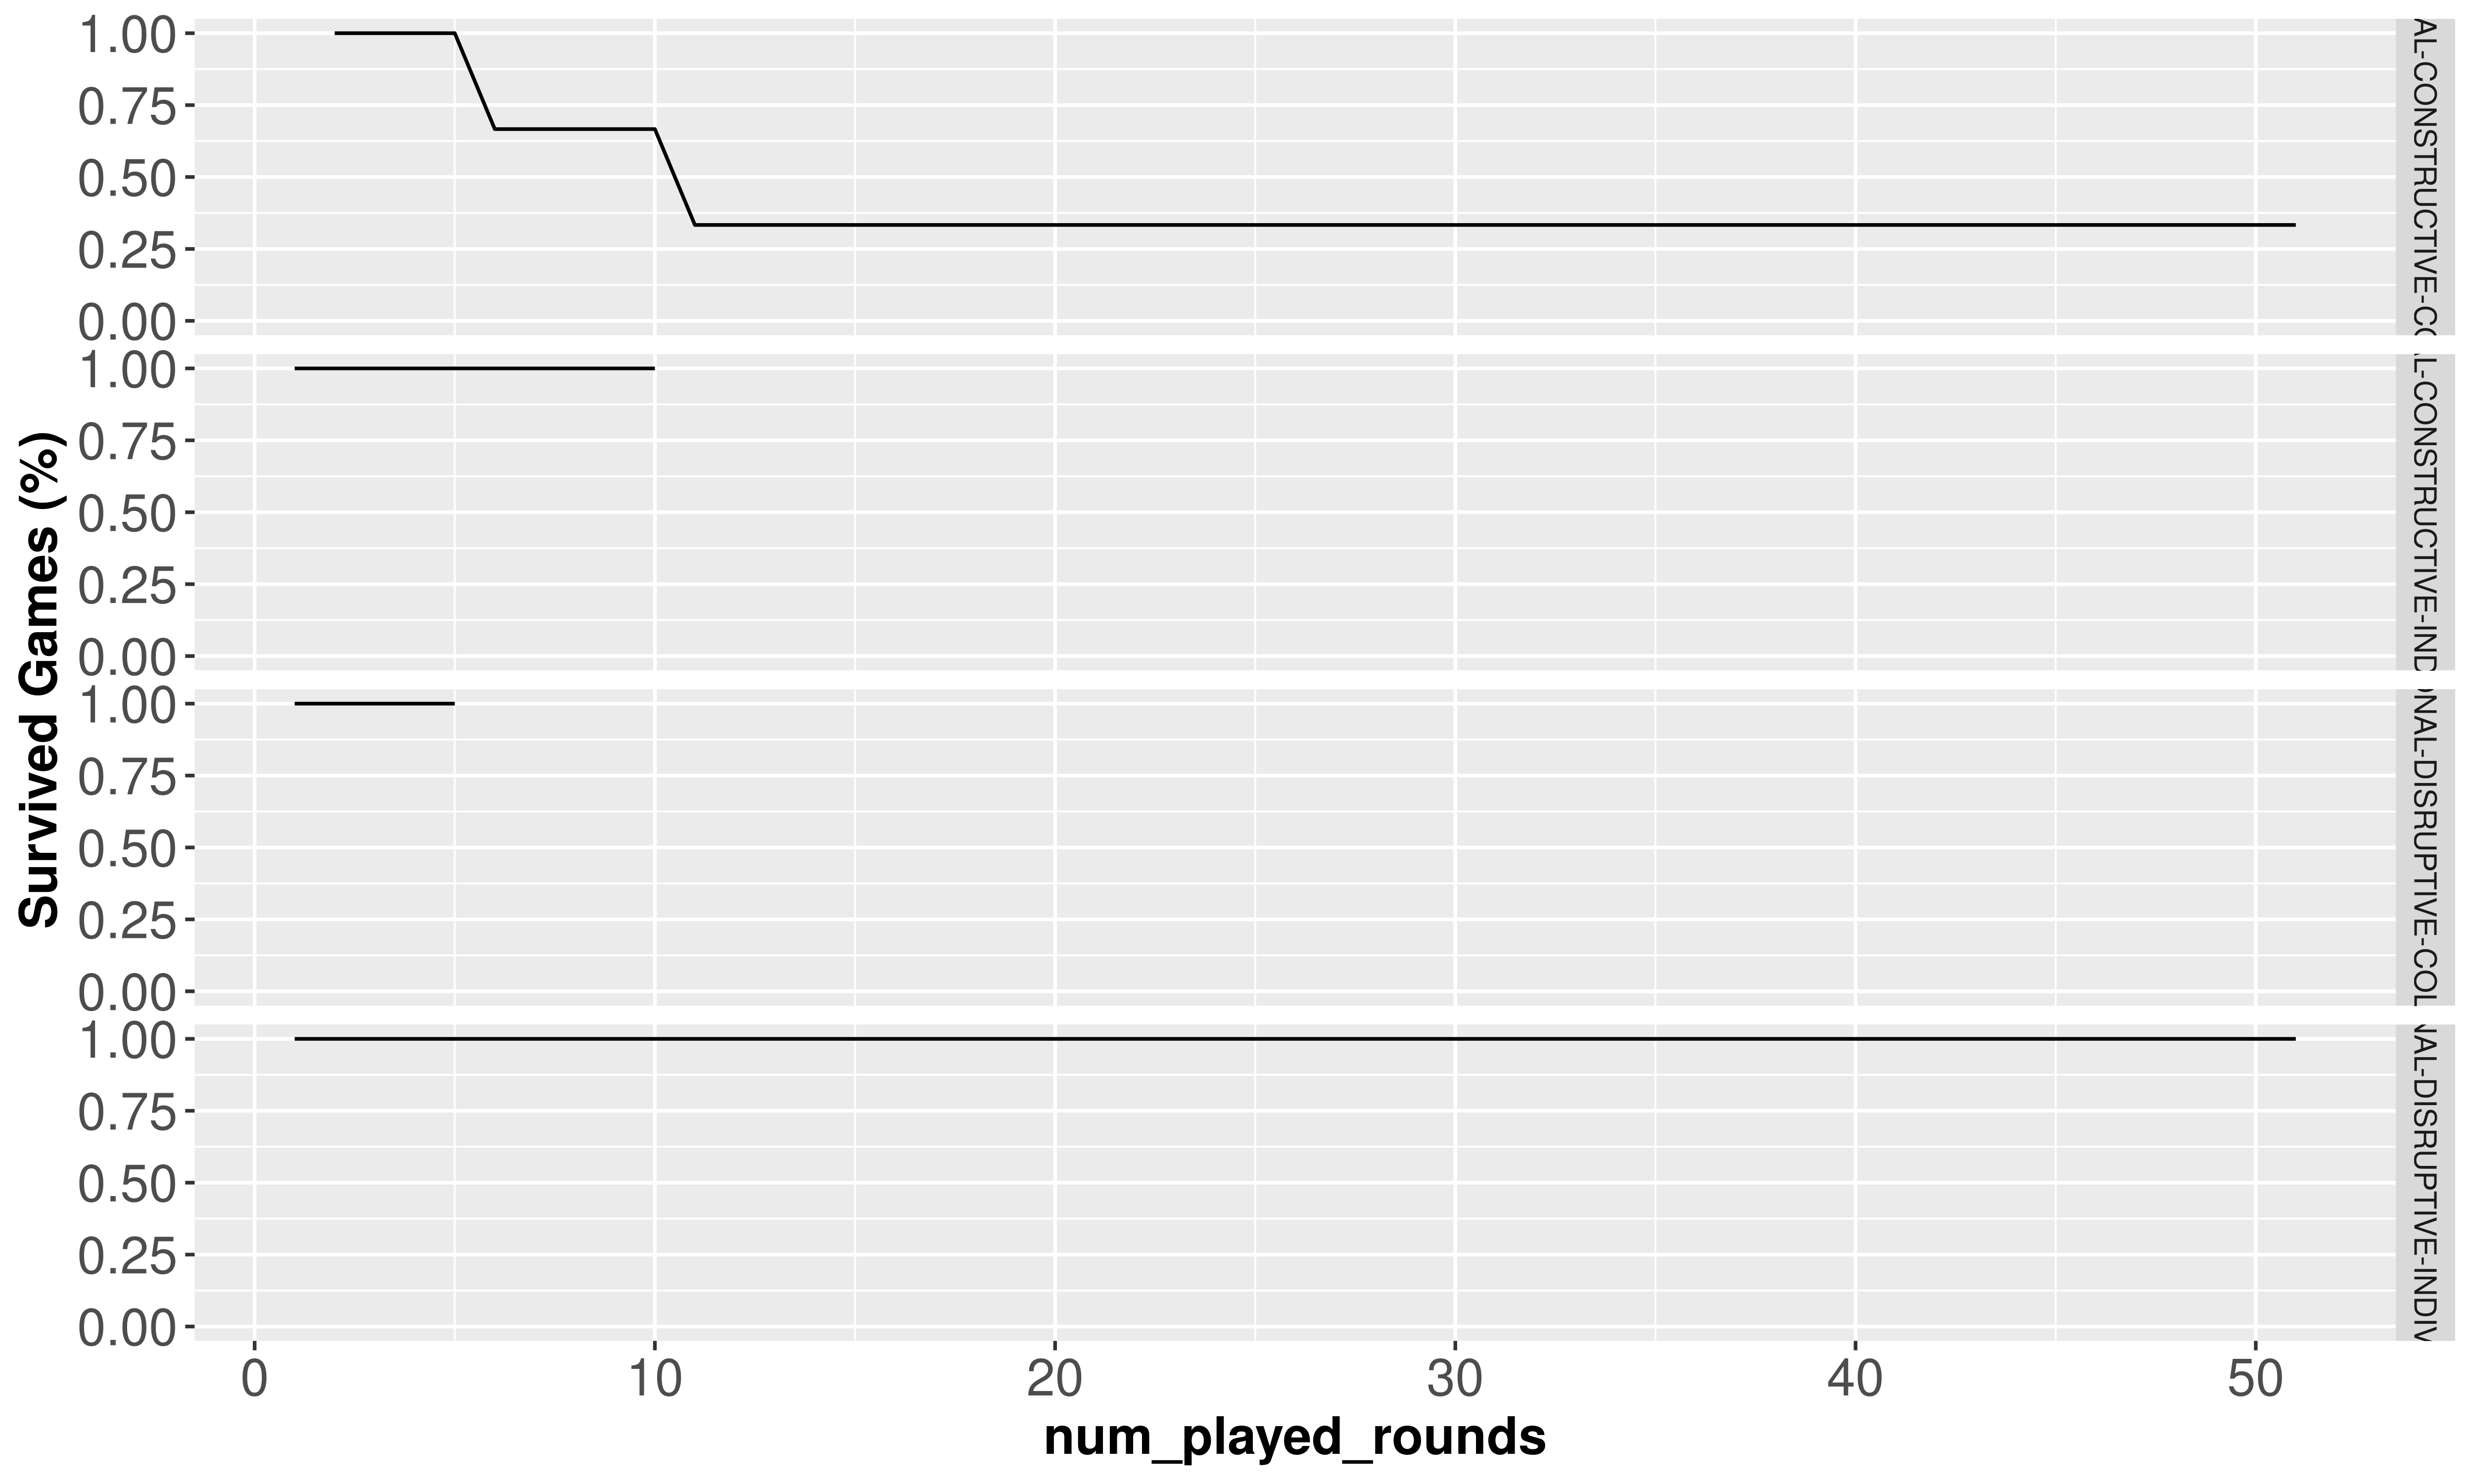 Survived Games (%)
1.00
0.75
0.50
0.25
0.00
AL-CONSTRUCTIVE-CO
1.00
0.75
0.50
0.25
0.00
AL-CONSTRUCTIVE-IND
1.00
0.75
0.50
0.25
0.00
ONAL-DISRUPTIVE-COL
1.00
0.75
0.50
0.25
0.00
NAL-DISRUPTIVE-INDIV
0 10 20 30 40 50
num_played_rounds